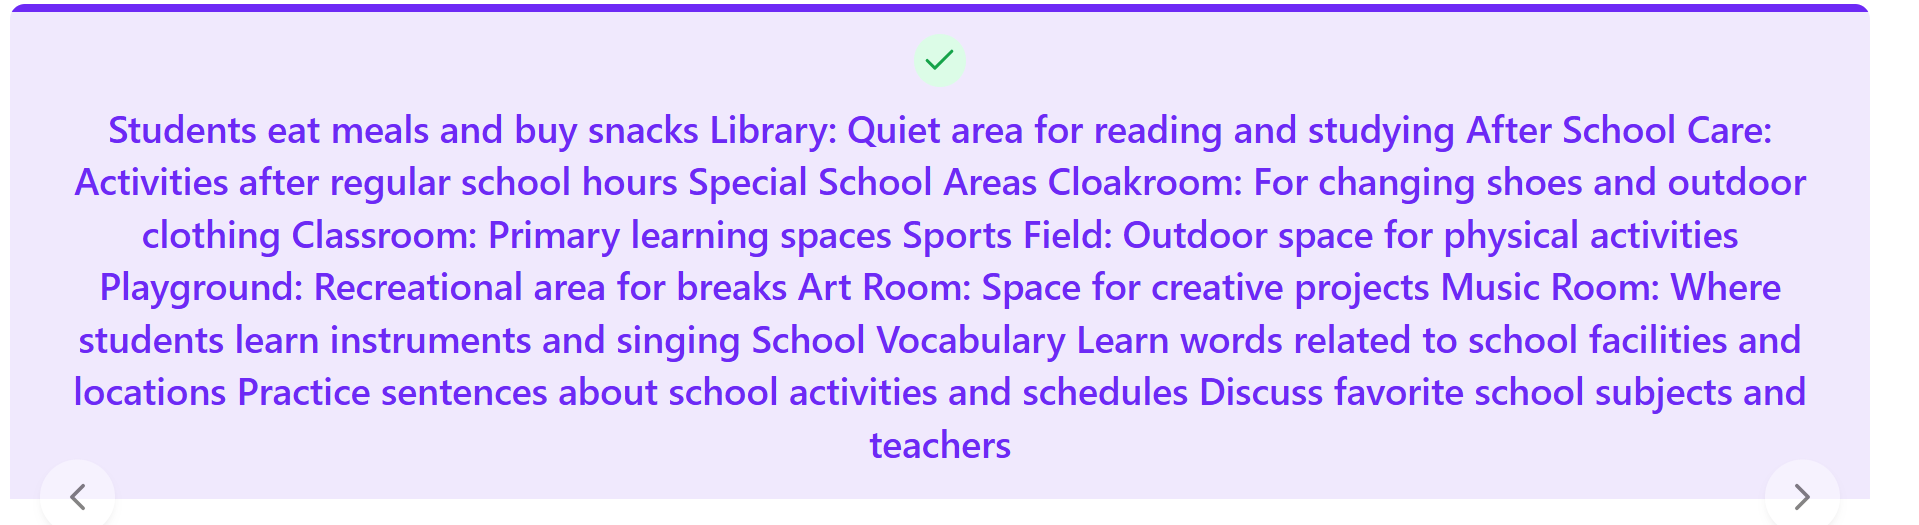 Students eat meals and buy snacks Library: Quiet area for reading and studying After School Care:
Activities after regular school hours Special School Areas Cloakroom: For changing shoes and outdoor
clothing Classroom: Primary learning spaces Sports Field: Outdoor space for physical activities
Playground: Recreational area for breaks Art Room: Space for creative projects Music Room: Where
students learn instruments and singing School Vocabulary Learn words related to school facilities and
locations Practice sentences about school activities and schedules Discuss favorite school subjects and
teachers